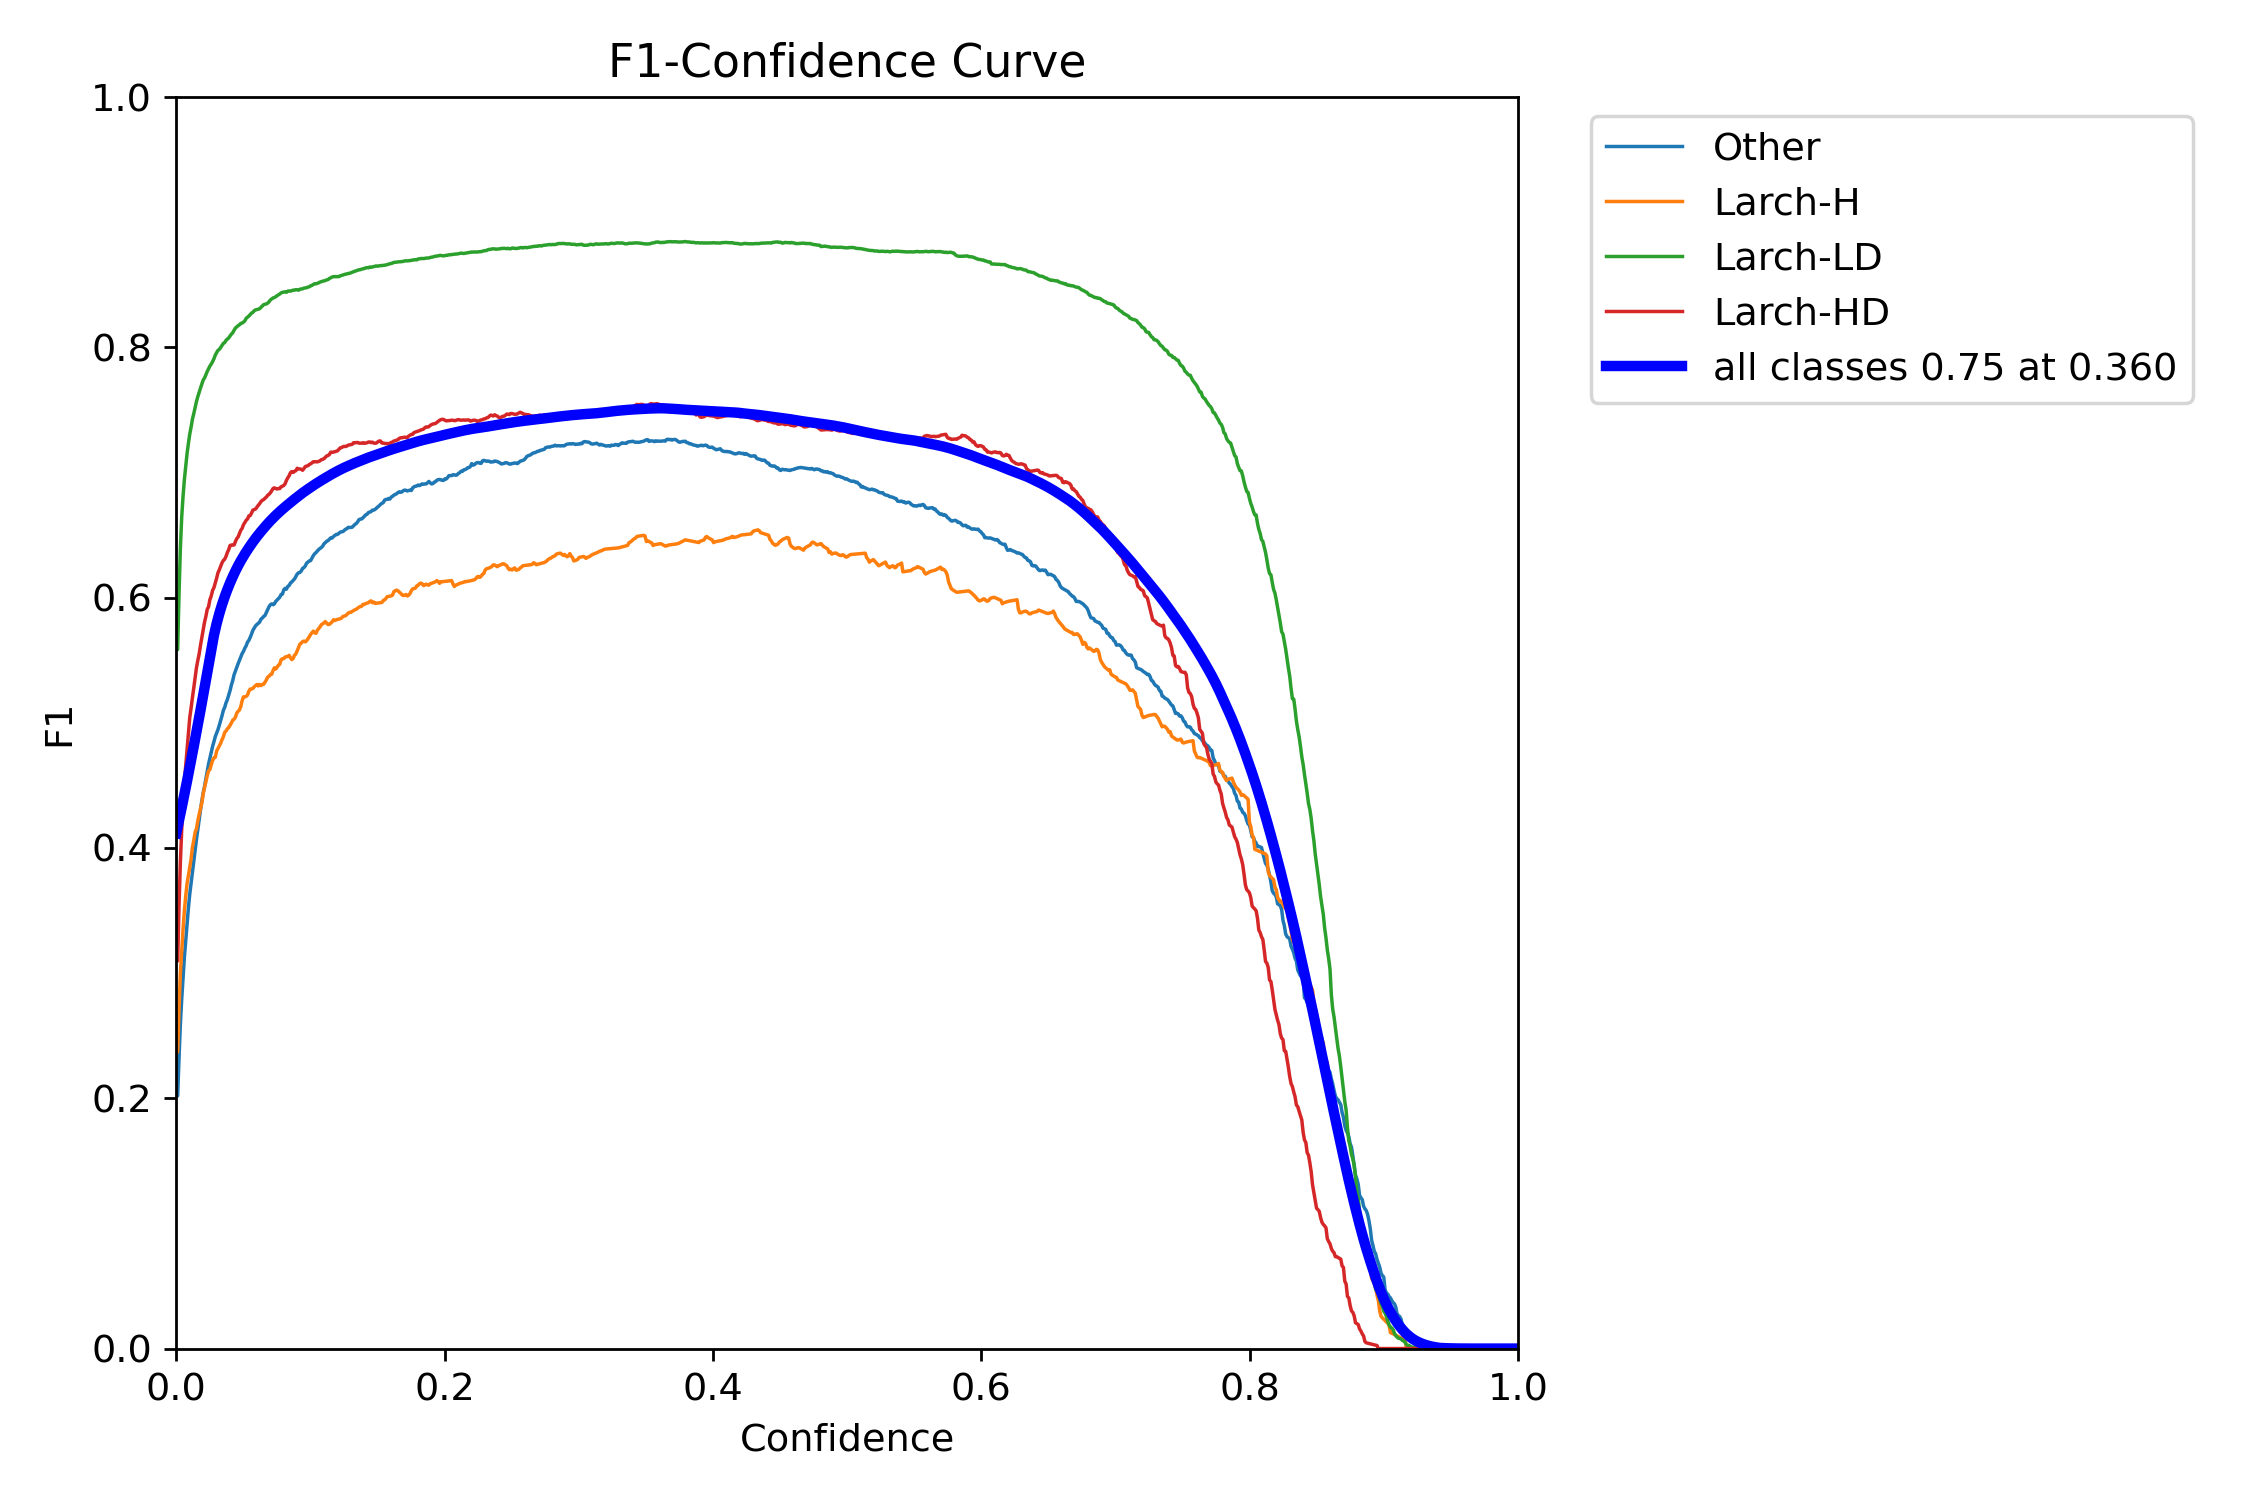 F1-Confidence Curve
1.0
0.8
0.6
0.4
0.2
0.0
F1
0.0 0.2 0.4 0.6 0.8 1.0
Confidence
Other
Larch-H
Larch-LD
Larch-HD
all classes 0.75 at 0.360